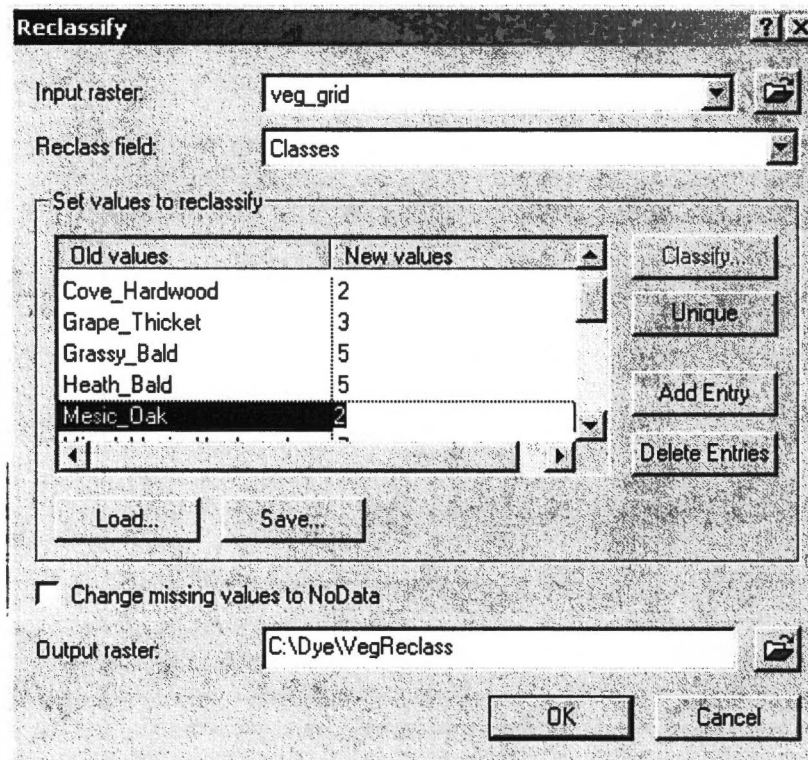 Reclassify
Input raster: veg_grid
Reclass field: Classes
Set values to reclassify
Old values New values
Cove_Hardwood 2
Grape_Thicket 3
Grassy_Bald 5
Heath_Bald 5
Mesic_Oak 2
Classify...
Unique
Add Entry
Delete Entries
Load... Save...
Change missing values to NoData
Output raster: C:\Dye\VegReclass
OK Cancel